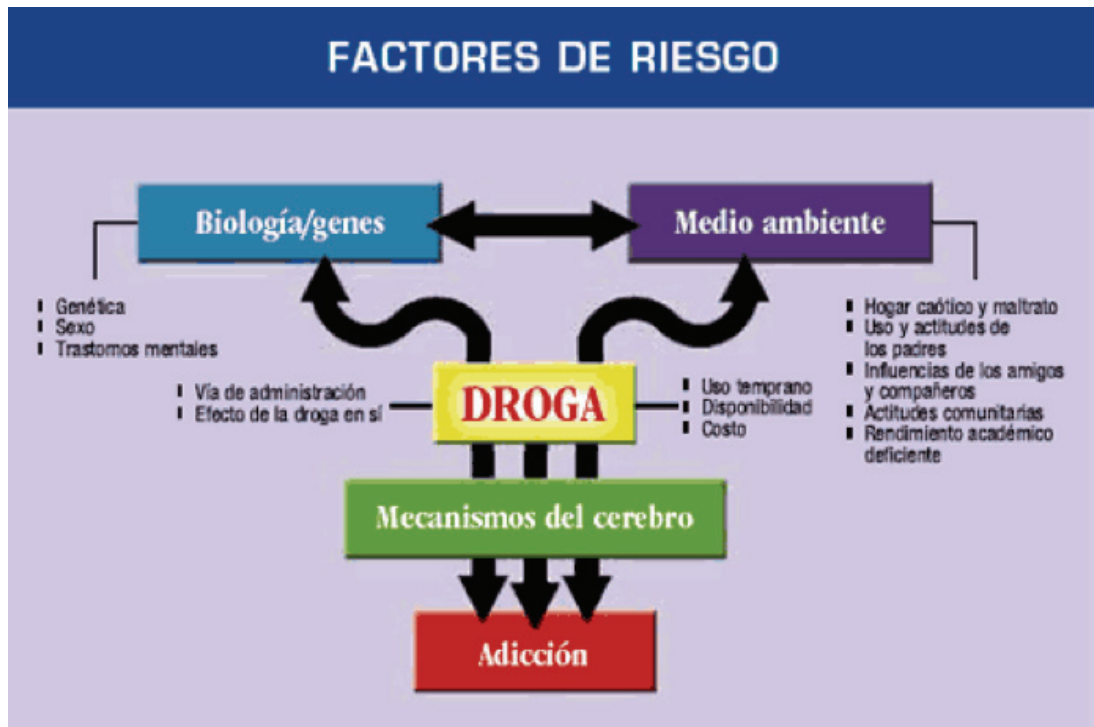 FACTORES DE RIESGO
Biología/genes
Medio ambiente
Genética
Sexo
Trastornos mentales
Hogar caótico y maltrato
Uso y actitudes de
los padres
Influencias de los amigos
y compañeros
Actitudes comunitarias
Rendimiento académico
deficiente
Vía de administración
Efecto de la droga en sí
DROGA
Uso temprano
Disponibilidad
Costo
Mecanismos del cerebro
Adicción